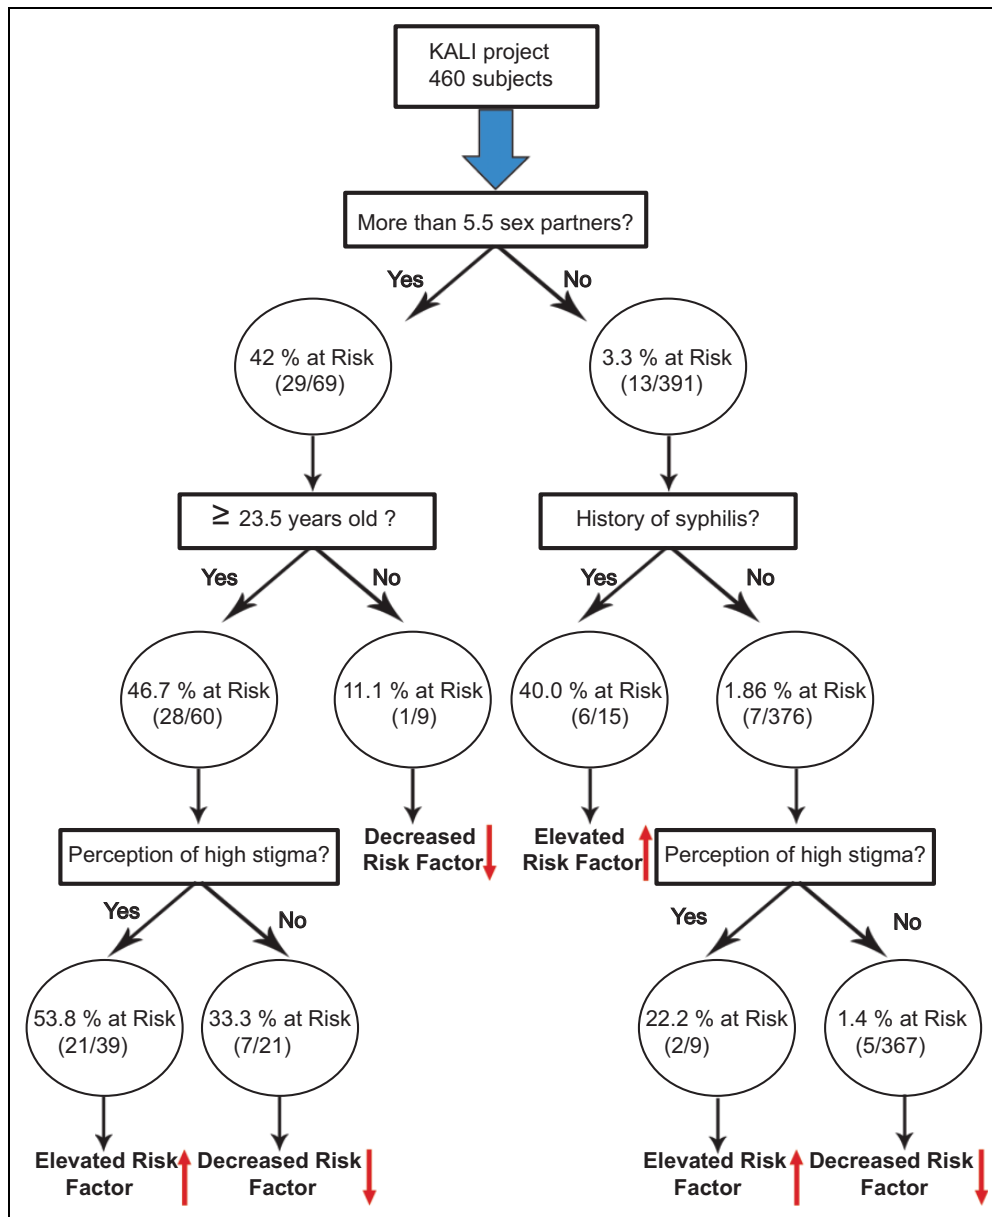 KALI project
460 subjects
More than 5.5 sex partners?
Yes
No
42 % at Risk
(29/69)
3.3 % at Risk
(13/391)
≥ 23.5 years old ?
History of syphilis?
Yes
No
Yes
No
46.7 % at Risk
(28/60)
11.1 % at Risk
(1/9)
40.0 % at Risk
(6/15)
1.86 % at Risk
(7/376)
Perception of high stigma?
Decreased
Risk Factor
Elevated
Risk Factor
Perception of high stigma?
Yes
No
Yes
No
53.8 % at Risk
(21/39)
33.3 % at Risk
(7/21)
22.2 % at Risk
(2/9)
1.4 % at Risk
(5/367)
Elevated Risk
Factor
Decreased Risk
Factor
Elevated Risk
Factor
Decreased Risk
Factor